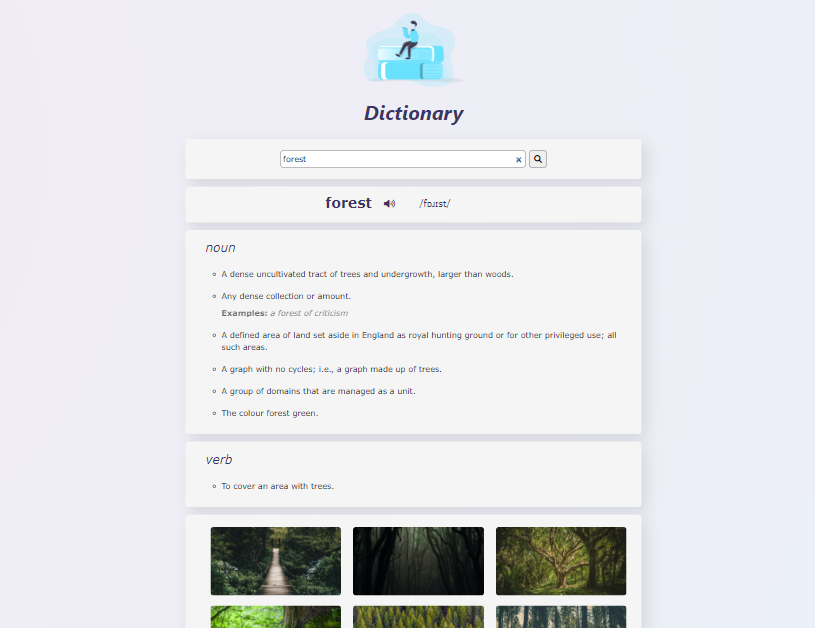 Dictionary
forest
forest /fɒɹɪst/
noun
A dense uncultivated tract of trees and undergrowth, larger than woods.
Any dense collection or amount.
Examples: a forest of criticism
A defined area of land set aside in England as royal hunting ground or for other privileged use; all
such areas.
A graph with no cycles; i.e., a graph made up of trees.
A group of domains that are managed as a unit.
The colour forest green.
verb
To cover an area with trees.